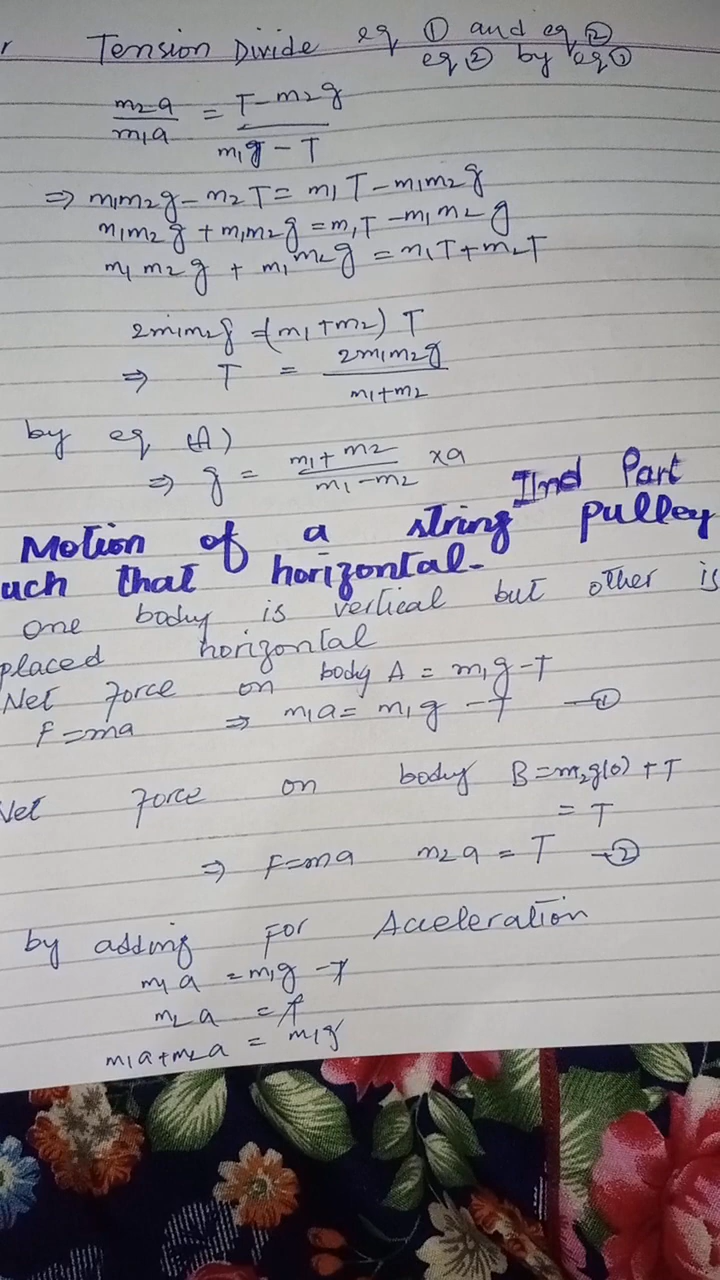 r Tension Divide eq ① and eq ②
eq ② by eq ①
m2a / m1a = T-m2g / m1g - T
⇒ m1m2g - m2T = m1T - m1m2g
m1m2g + m1m2g = m1T - m1m2g
m1m2g + m1m2g = m1T + m2T
2m1m2g = (m1+m2) T
⇒ T = 2m1m2g / m1+m2
by eq (A)
⇒ g = m1+m2 / m1-m2 xa
IInd Part
Motion of a string pulley
uch that horizontal-
one body is vertical but other is
placed horizontal
Net force on body A = m1g-T
F=ma ⇒ m1a= m1g -T -①
Net force on body B=m2g(0) +T
= T
⇒ F=ma m2a = T -②
by adding For Acceleration
m1a =m1g -T
m2a =T
m1a+m2a = m1g